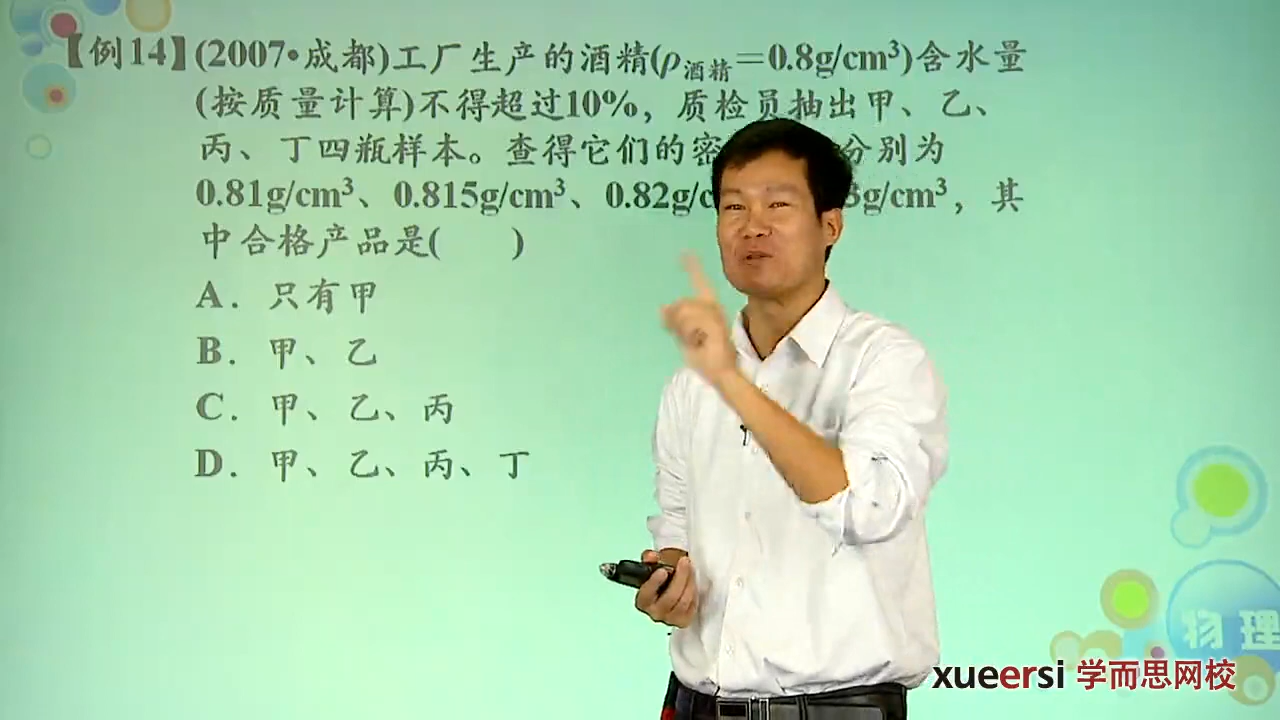 【例14】(2007•成都)工厂生产的酒精(ρ酒精=0.8g/cm³)含水量
(按质量计算)不得超过10%，质检员抽出甲、乙、
丙、丁四瓶样本。查得它们的密 分别为
0.81g/cm³、0.815g/cm³、0.82g/c 3g/cm³，其
中合格产品是( )
A．只有甲
B．甲、乙
C．甲、乙、丙
D．甲、乙、丙、丁
物理
xueersi 学而思网校